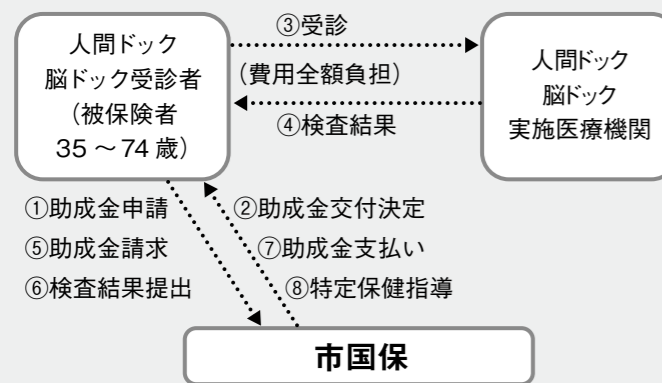 人間ドック
脳ドック受診者
（被保険者
35～74歳）
③受診
（費用全額負担）
④検査結果
人間ドック
脳ドック
実施医療機関
①助成金申請
⑤助成金請求
⑥検査結果提出
②助成金交付決定
⑦助成金支払い
⑧特定保健指導
市国保